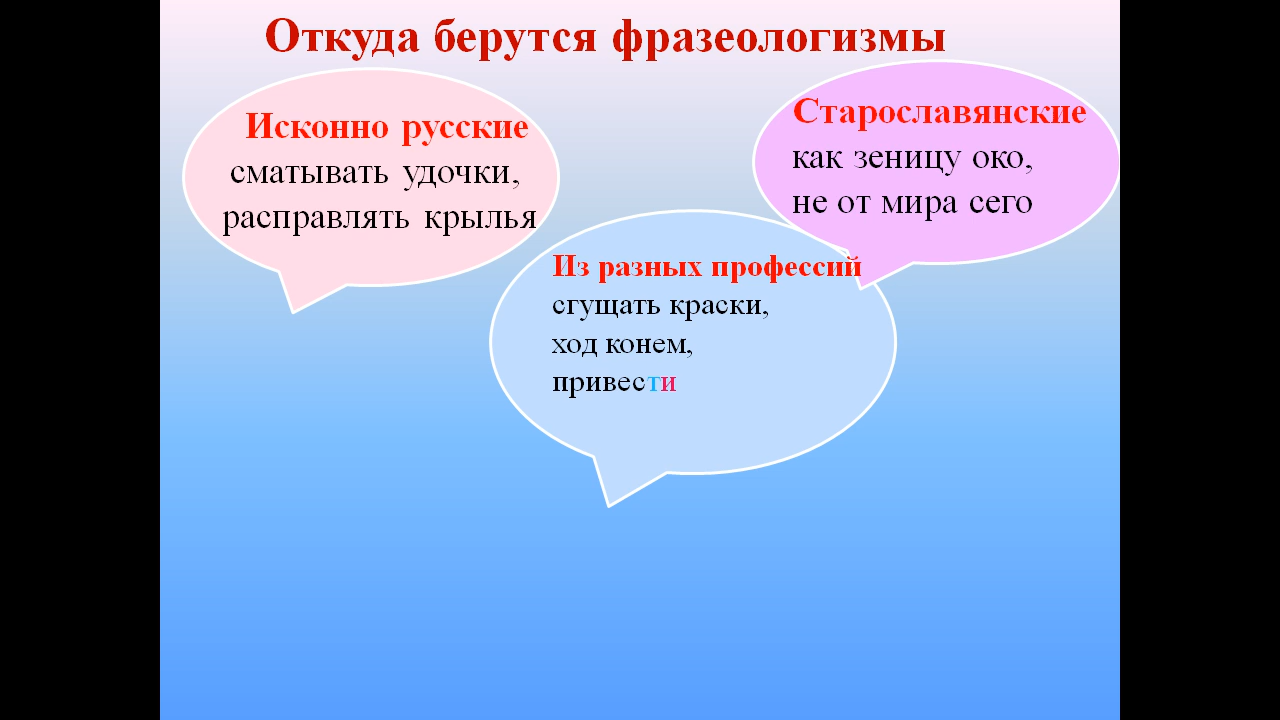 Откуда берутся фразеологизмы
Исконно русские
сматывать удочки,
расправлять крылья
Старославянские
как зеницу око,
не от мира сего
Из разных профессий
сгущать краски,
ход конем,
привести